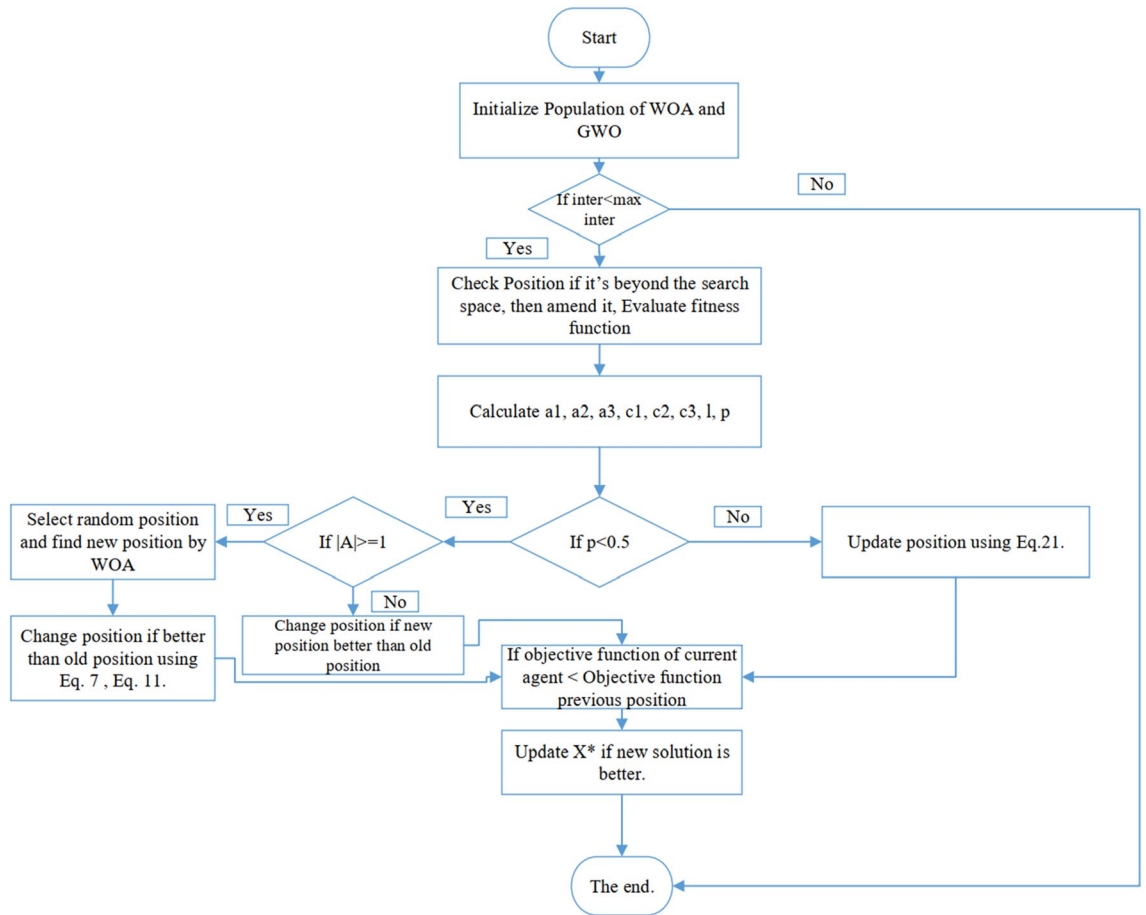 Start
Initialize Population of WOA and
GWO
No
If inter<max
inter
Yes
Check Position if it's beyond the search
space, then amend it, Evaluate fitness
function
Calculate a1, a2, a3, c1, c2, c3, l, p
Yes
Yes
No
Select random position
and find new position by
WOA
If |A|>=1
If p<0.5
Update position using Eq.21.
No
Change position if better
than old position using
Eq. 7 , Eq. 11.
Change position if new
position better than old
position
If objective function of current
agent < Objective function
previous position
Update X* if new solution is
better.
The end.